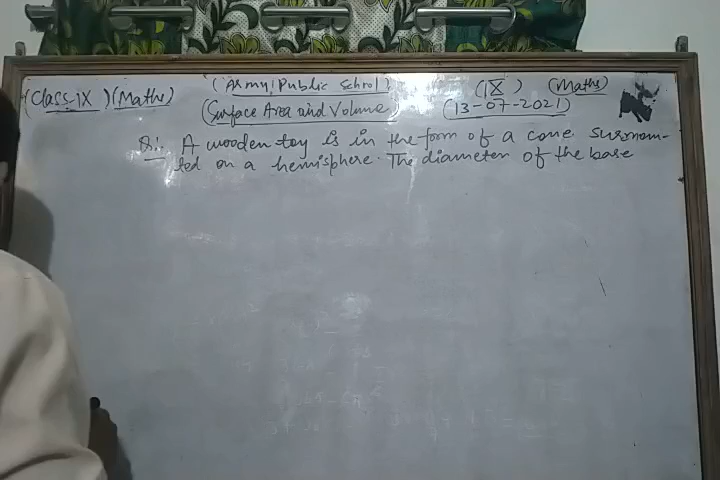 (Army Public School)
(Class-IX) (Maths) (IX) (Maths)
(Surface Area and Volume) (13-07-2021)
Q:. A wooden toy is in the form of a cone surmoun-
ted on a hemisphere. The diameter of the base